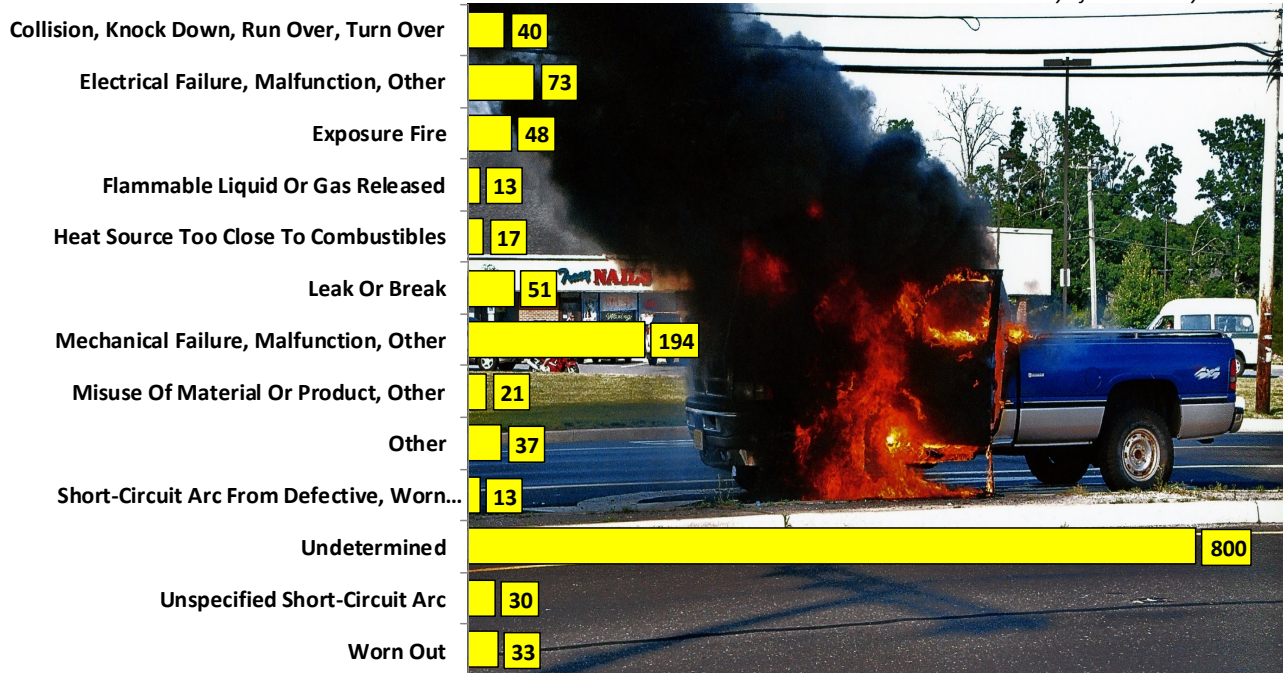 Collision, Knock Down, Run Over, Turn Over 40
Electrical Failure, Malfunction, Other 73
Exposure Fire 48
Flammable Liquid Or Gas Released 13
Heat Source Too Close To Combustibles 17
NAILS
Leak Or Break 51
Mechanical Failure, Malfunction, Other 194
4x4
Misuse Of Material Or Product, Other 21
Other 37
Short-Circuit Arc From Defective, Worn... 13
Undetermined 800
Unspecified Short-Circuit Arc 30
Worn Out 33